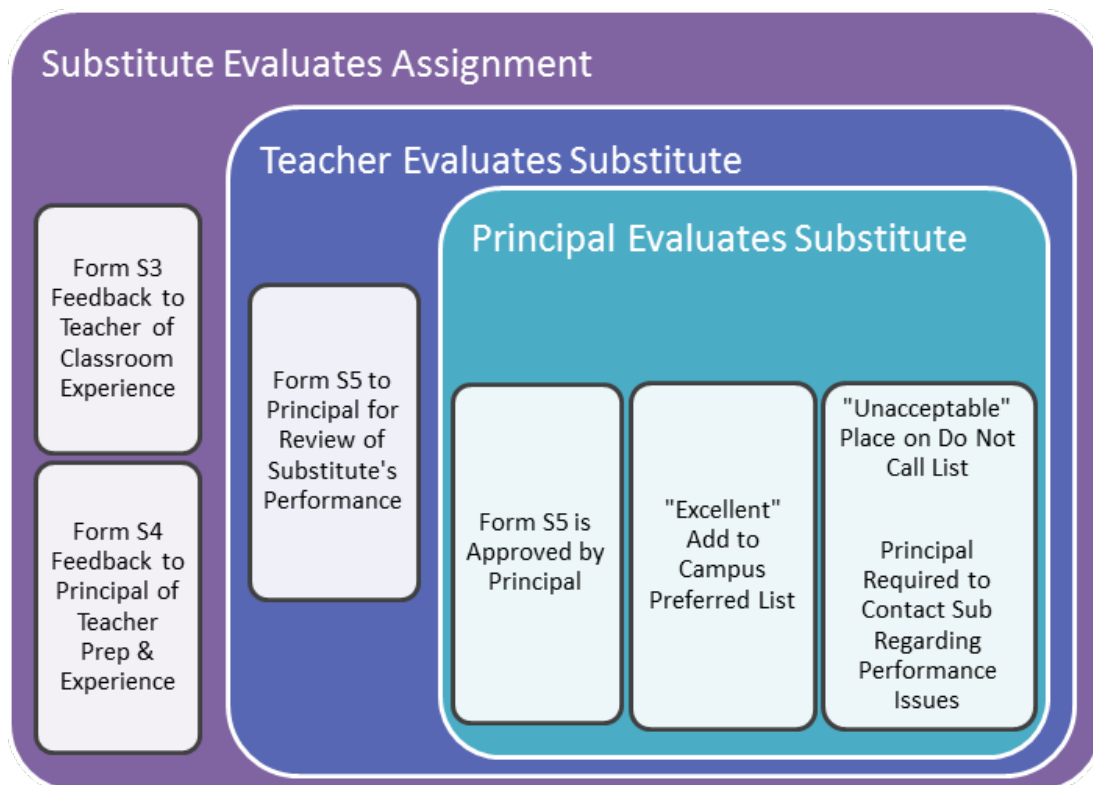 Substitute Evaluates Assignment
Teacher Evaluates Substitute
Principal Evaluates Substitute
Form S3
Feedback to
Teacher of
Classroom
Experience
Form S4
Feedback to
Principal of
Teacher
Prep &
Experience
Form S5 to
Principal for
Review of
Substitute's
Performance
Form S5 is
Approved by
Principal
"Excellent"
Add to
Campus
Preferred List
"Unacceptable"
Place on Do Not
Call List
Principal
Required to
Contact Sub
Regarding
Performance
Issues